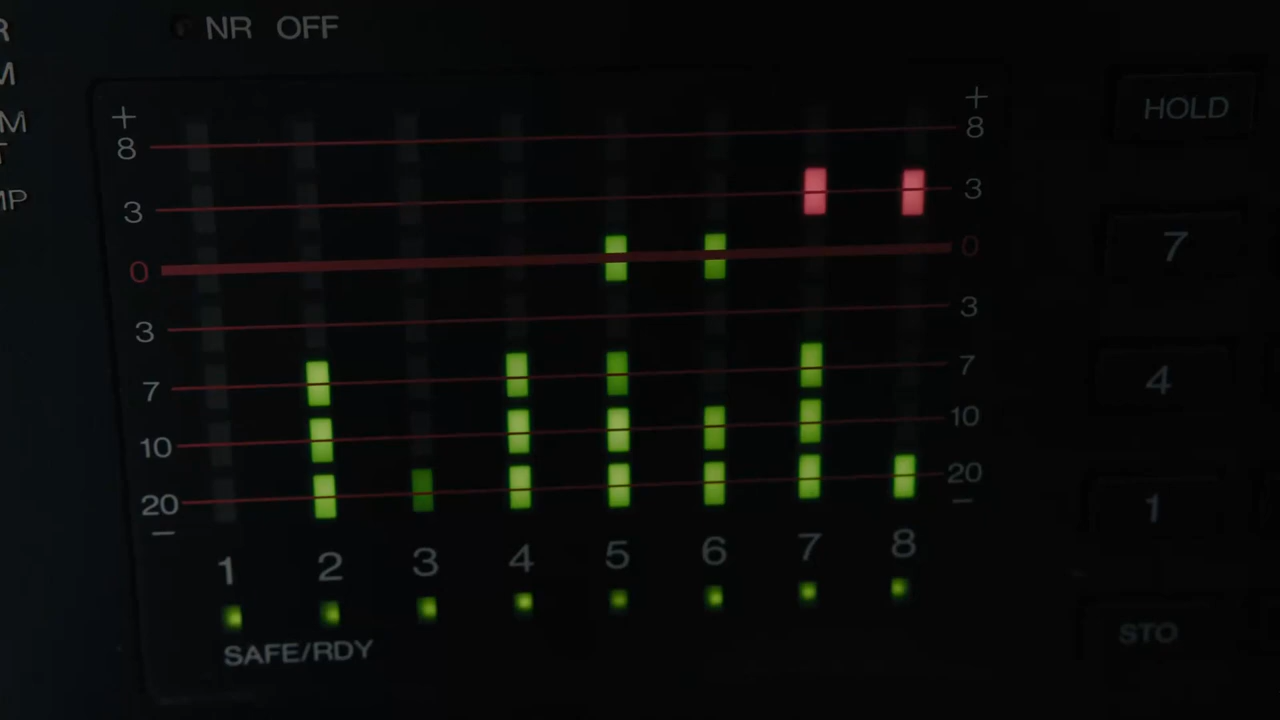 NR OFF
+ +
8 8
HOLD
3 3
0 0
7
3 3
7 7
4
10 10
20 20
− −
1
1 2 3 4 5 6 7 8
STO
SAFE/RDY